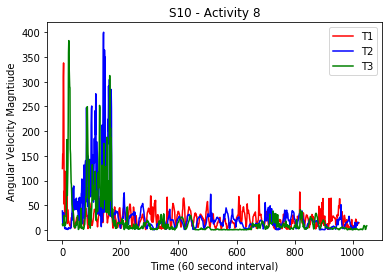 S10 - Activity 8
T1
T2
T3
400
350
300
250
200
150
100
50
0
Angular Velocity Magntiude
0 200 400 600 800 1000
Time (60 second interval)